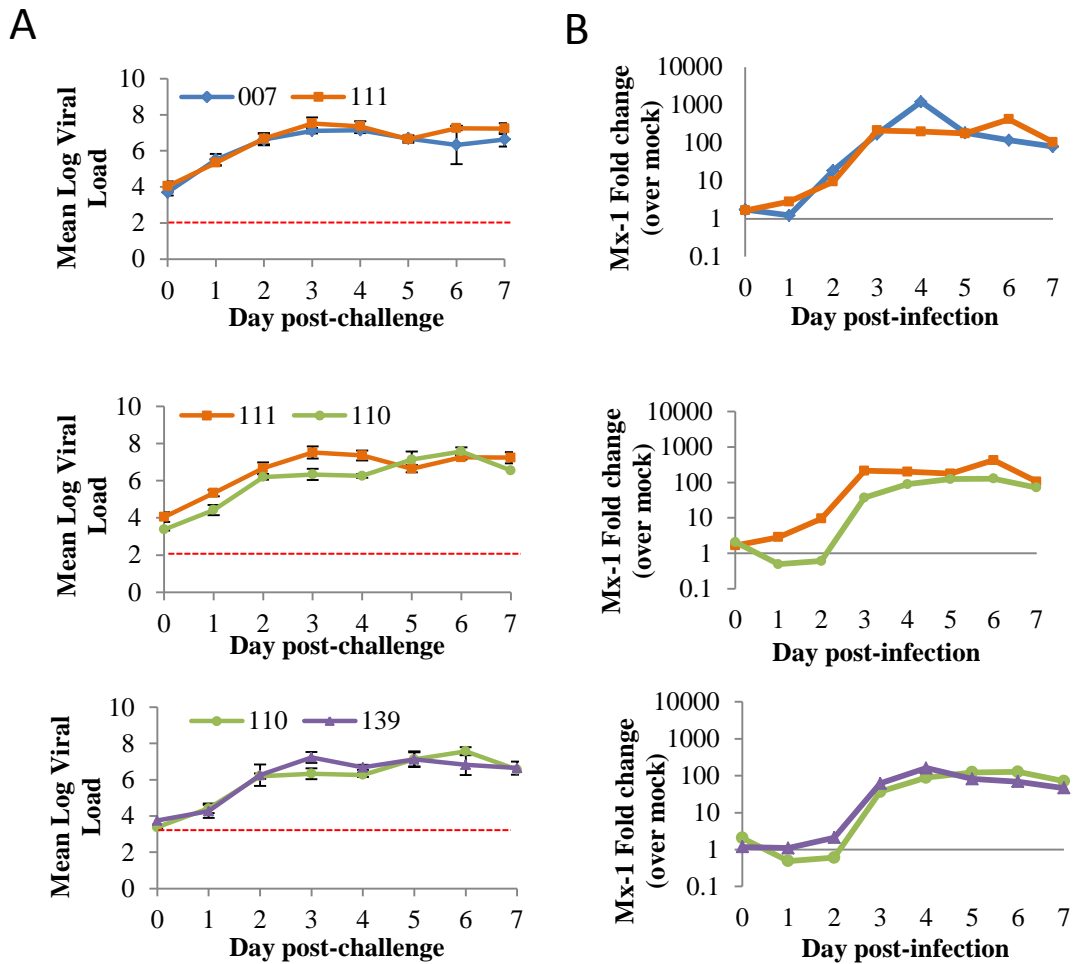 A
B
10
8
6
4
2
0
007
111
Mean Log Viral
Load
0 1 2 3 4 5 6 7
Day post-challenge
10000
1000
100
10
1
0.1
Mx-1 Fold change
(over mock)
0 1 2 3 4 5 6 7
Day post-infection
10
8
6
4
2
0
111
110
Mean Log Viral
Load
0 1 2 3 4 5 6 7
Day post-challenge
10000
1000
100
10
1
0.1
Mx-1 Fold change
(over mock)
0 1 2 3 4 5 6 7
Day post-infection
10
8
6
4
2
0
110
139
Mean Log Viral
Load
0 1 2 3 4 5 6 7
Day post-challenge
10000
1000
100
10
1
0.1
Mx-1 Fold change
(over mock)
0 1 2 3 4 5 6 7
Day post-infection